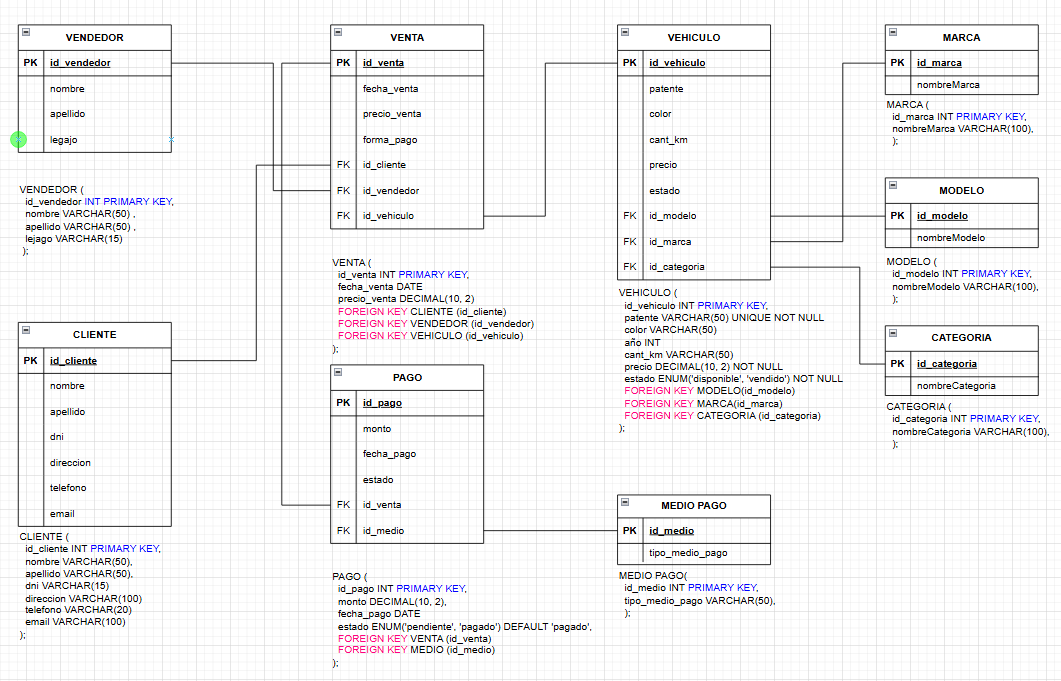 VENDEDOR
PK id_vendedor
nombre
apellido
legajo
VENDEDOR (
id_vendedor INT PRIMARY KEY,
nombre VARCHAR(50) ,
apellido VARCHAR(50) ,
lejago VARCHAR(15)
);
CLIENTE
PK id_cliente
nombre
apellido
dni
direccion
telefono
email
CLIENTE (
id_cliente INT PRIMARY KEY,
nombre VARCHAR(50),
apellido VARCHAR(50),
dni VARCHAR(15)
direccion VARCHAR(100)
telefono VARCHAR(20)
email VARCHAR(100)
);
VENTA
PK id_venta
fecha_venta
precio_venta
forma_pago
FK id_cliente
FK id_vendedor
FK id_vehiculo
VENTA (
id_venta INT PRIMARY KEY,
fecha_venta DATE
precio_venta DECIMAL(10, 2)
FOREIGN KEY CLIENTE (id_cliente)
FOREIGN KEY VENDEDOR (id_vendedor)
FOREIGN KEY VEHICULO (id_vehiculo)
);
PAGO
PK id_pago
monto
fecha_pago
estado
FK id_venta
FK id_medio
PAGO (
id_pago INT PRIMARY KEY,
monto DECIMAL(10, 2),
fecha_pago DATE
estado ENUM('pendiente', 'pagado') DEFAULT 'pagado',
FOREIGN KEY VENTA (id_venta)
FOREIGN KEY MEDIO (id_medio)
);
VEHICULO
PK id_vehiculo
patente
color
cant_km
precio
estado
FK id_modelo
FK id_marca
FK id_categoria
VEHICULO (
id_vehiculo INT PRIMARY KEY,
patente VARCHAR(50) UNIQUE NOT NULL
color VARCHAR(50)
año INT
cant_km VARCHAR(50)
precio DECIMAL(10, 2) NOT NULL
estado ENUM('disponible', 'vendido') NOT NULL
FOREIGN KEY MODELO(id_modelo)
FOREIGN KEY MARCA(id_marca)
FOREIGN KEY CATEGORIA (id_categoria)
);
MEDIO PAGO
PK id_medio
tipo_medio_pago
MEDIO PAGO(
id_medio INT PRIMARY KEY,
tipo_medio_pago VARCHAR(50),
);
MARCA
PK id_marca
nombreMarca
MARCA (
id_marca INT PRIMARY KEY,
nombreMarca VARCHAR(100),
);
MODELO
PK id_modelo
nombreModelo
MODELO (
id_modelo INT PRIMARY KEY,
nombreModelo VARCHAR(100),
);
CATEGORIA
PK id_categoria
nombreCategoria
CATEGORIA (
id_categoria INT PRIMARY KEY,
nombreCategoria VARCHAR(100),
);